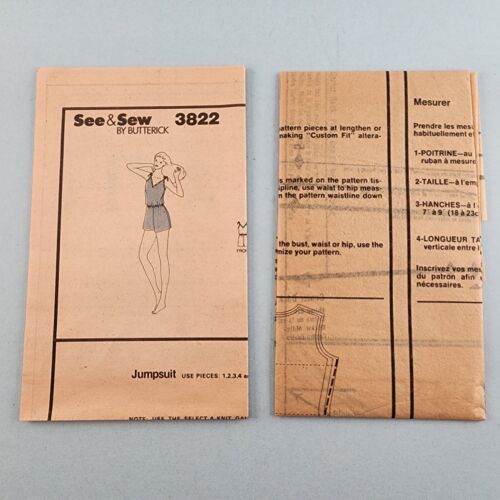 See & Sew 3822
BY BUTTERICK
Jumpsuit USE PIECES: 1,2,3,4
NOTE: USE THE SELECT-A-KNIT
attern pieces at lengthen or
making "Custom Fit" altera-
s marked on the pattern tis-
use waist to hip meas-
the pattern waistline down
the bust, waist or hip, use the
mize your pattern.
Mesurer
Prendre les mesu
habituellement e
1-POITRINE—au
ruban à mesure
2-TAILLE—à l'em
3-HANCHES—à l
7" à 9" (18 à 23c
4-LONGUEUR TA
verticale entre l
Inscrivez vos mes
du patron afin
nécessaires.